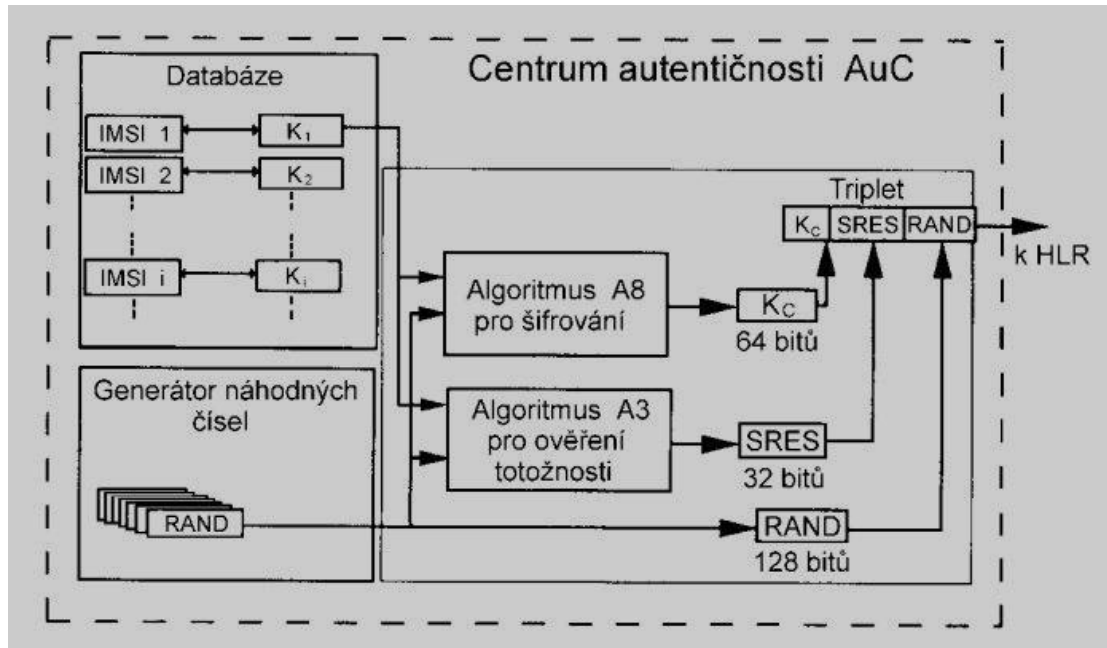 Centrum autentičnosti AuC
Databáze
IMSI 1
K1
IMSI 2
K2
IMSI i
Ki
Generátor náhodných
čísel
RAND
Algoritmus A8
pro šifrování
Algoritmus A3
pro ověření
totožnosti
KC
64 bitů
SRES
32 bitů
RAND
128 bitů
Triplet
KC SRES RAND
k HLR